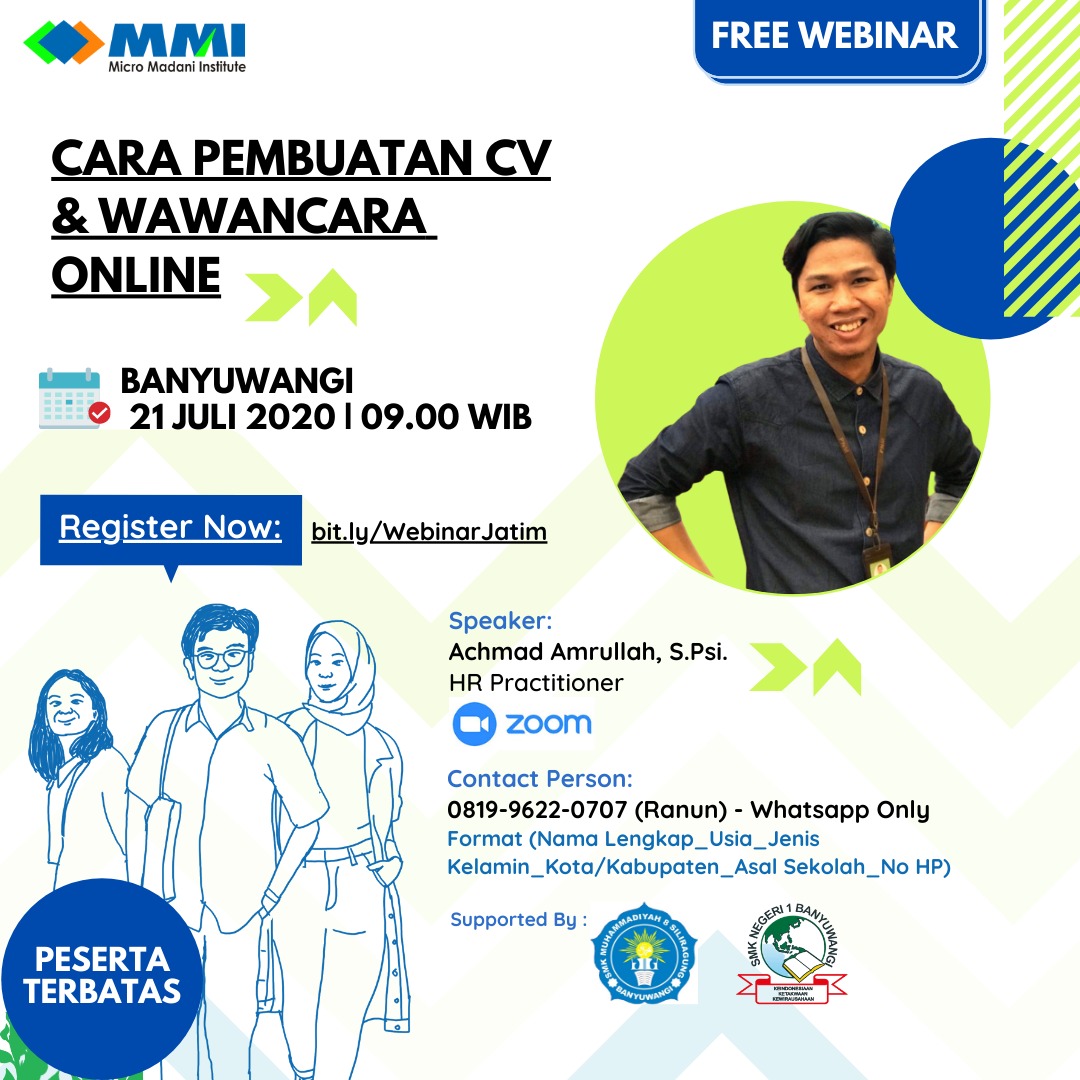 MMI
Micro Madani Institute
FREE WEBINAR
CARA PEMBUATAN CV
& WAWANCARA
ONLINE
BANYUWANGI
21 JULI 2020 | 09.00 WIB
Register Now:
bit.ly/WebinarJatim
Speaker:
Achmad Amrullah, S.Psi.
HR Practitioner
zoom
Contact Person:
0819-9622-0707 (Ranun) - Whatsapp Only
Format (Nama Lengkap_Usia_Jenis
Kelamin_Kota/Kabupaten_Asal Sekolah_No HP)
Supported By :
SMK MUHAMMADIYAH 8 SILIRAGUNG
BANYUWANGI
SMK NEGERI 1 BANYUWANGI
KEINDONESIAAN
KETAKWAAN
KEWIRAUSAHAAN
PESERTA
TERBATAS